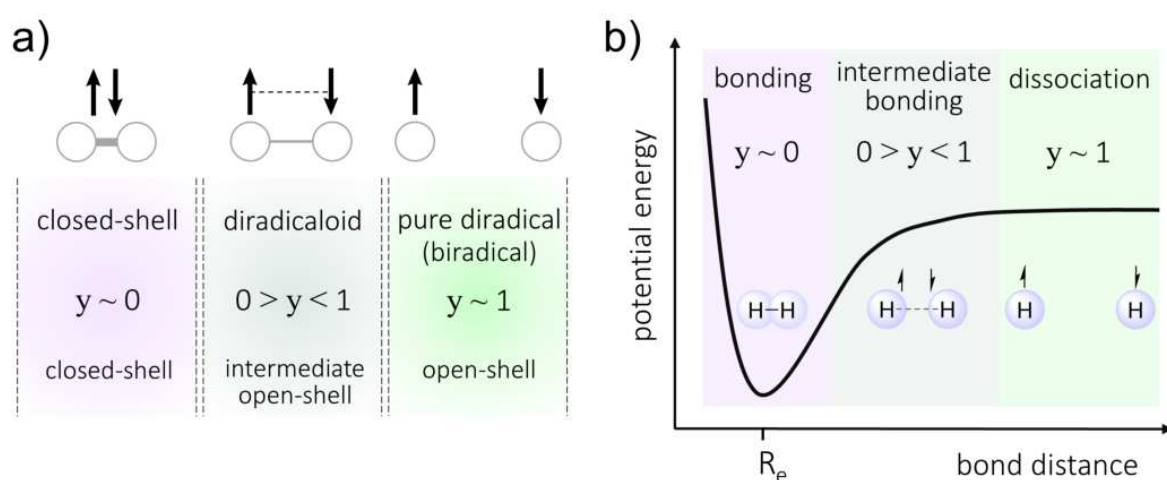 a)
closed-shell
y ~ 0
closed-shell
diradicaloid
0 > y < 1
intermediate
open-shell
pure diradical
(biradical)
y ~ 1
open-shell
b)
potential energy
bonding
y ~ 0
intermediate
bonding
0 > y < 1
dissociation
y ~ 1
H–H
H H
H H
Re
bond distance